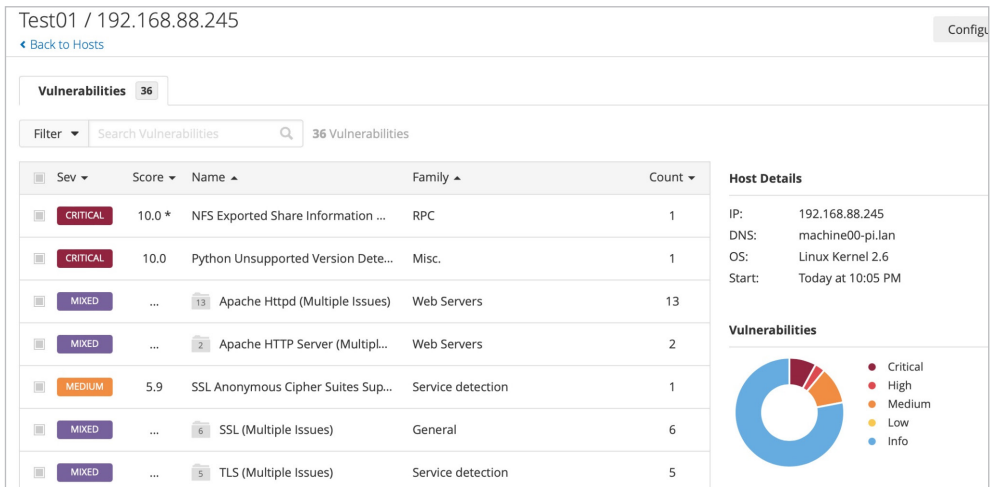 Test01 / 192.168.88.245
Back to Hosts
Configu
Vulnerabilities 36
Filter Search Vulnerabilities 36 Vulnerabilities
Sev Score Name Family Count
CRITICAL 10.0 * NFS Exported Share Information ... RPC 1
CRITICAL 10.0 Python Unsupported Version Dete... Misc. 1
MIXED ... 13 Apache Httpd (Multiple Issues) Web Servers 13
MIXED ... 2 Apache HTTP Server (Multipl... Web Servers 2
MEDIUM 5.9 SSL Anonymous Cipher Suites Sup... Service detection 1
MIXED ... 6 SSL (Multiple Issues) General 6
MIXED ... 5 TLS (Multiple Issues) Service detection 5
Host Details
IP: 192.168.88.245
DNS: machine00-pi.lan
OS: Linux Kernel 2.6
Start: Today at 10:05 PM
Vulnerabilities
Critical
High
Medium
Low
Info